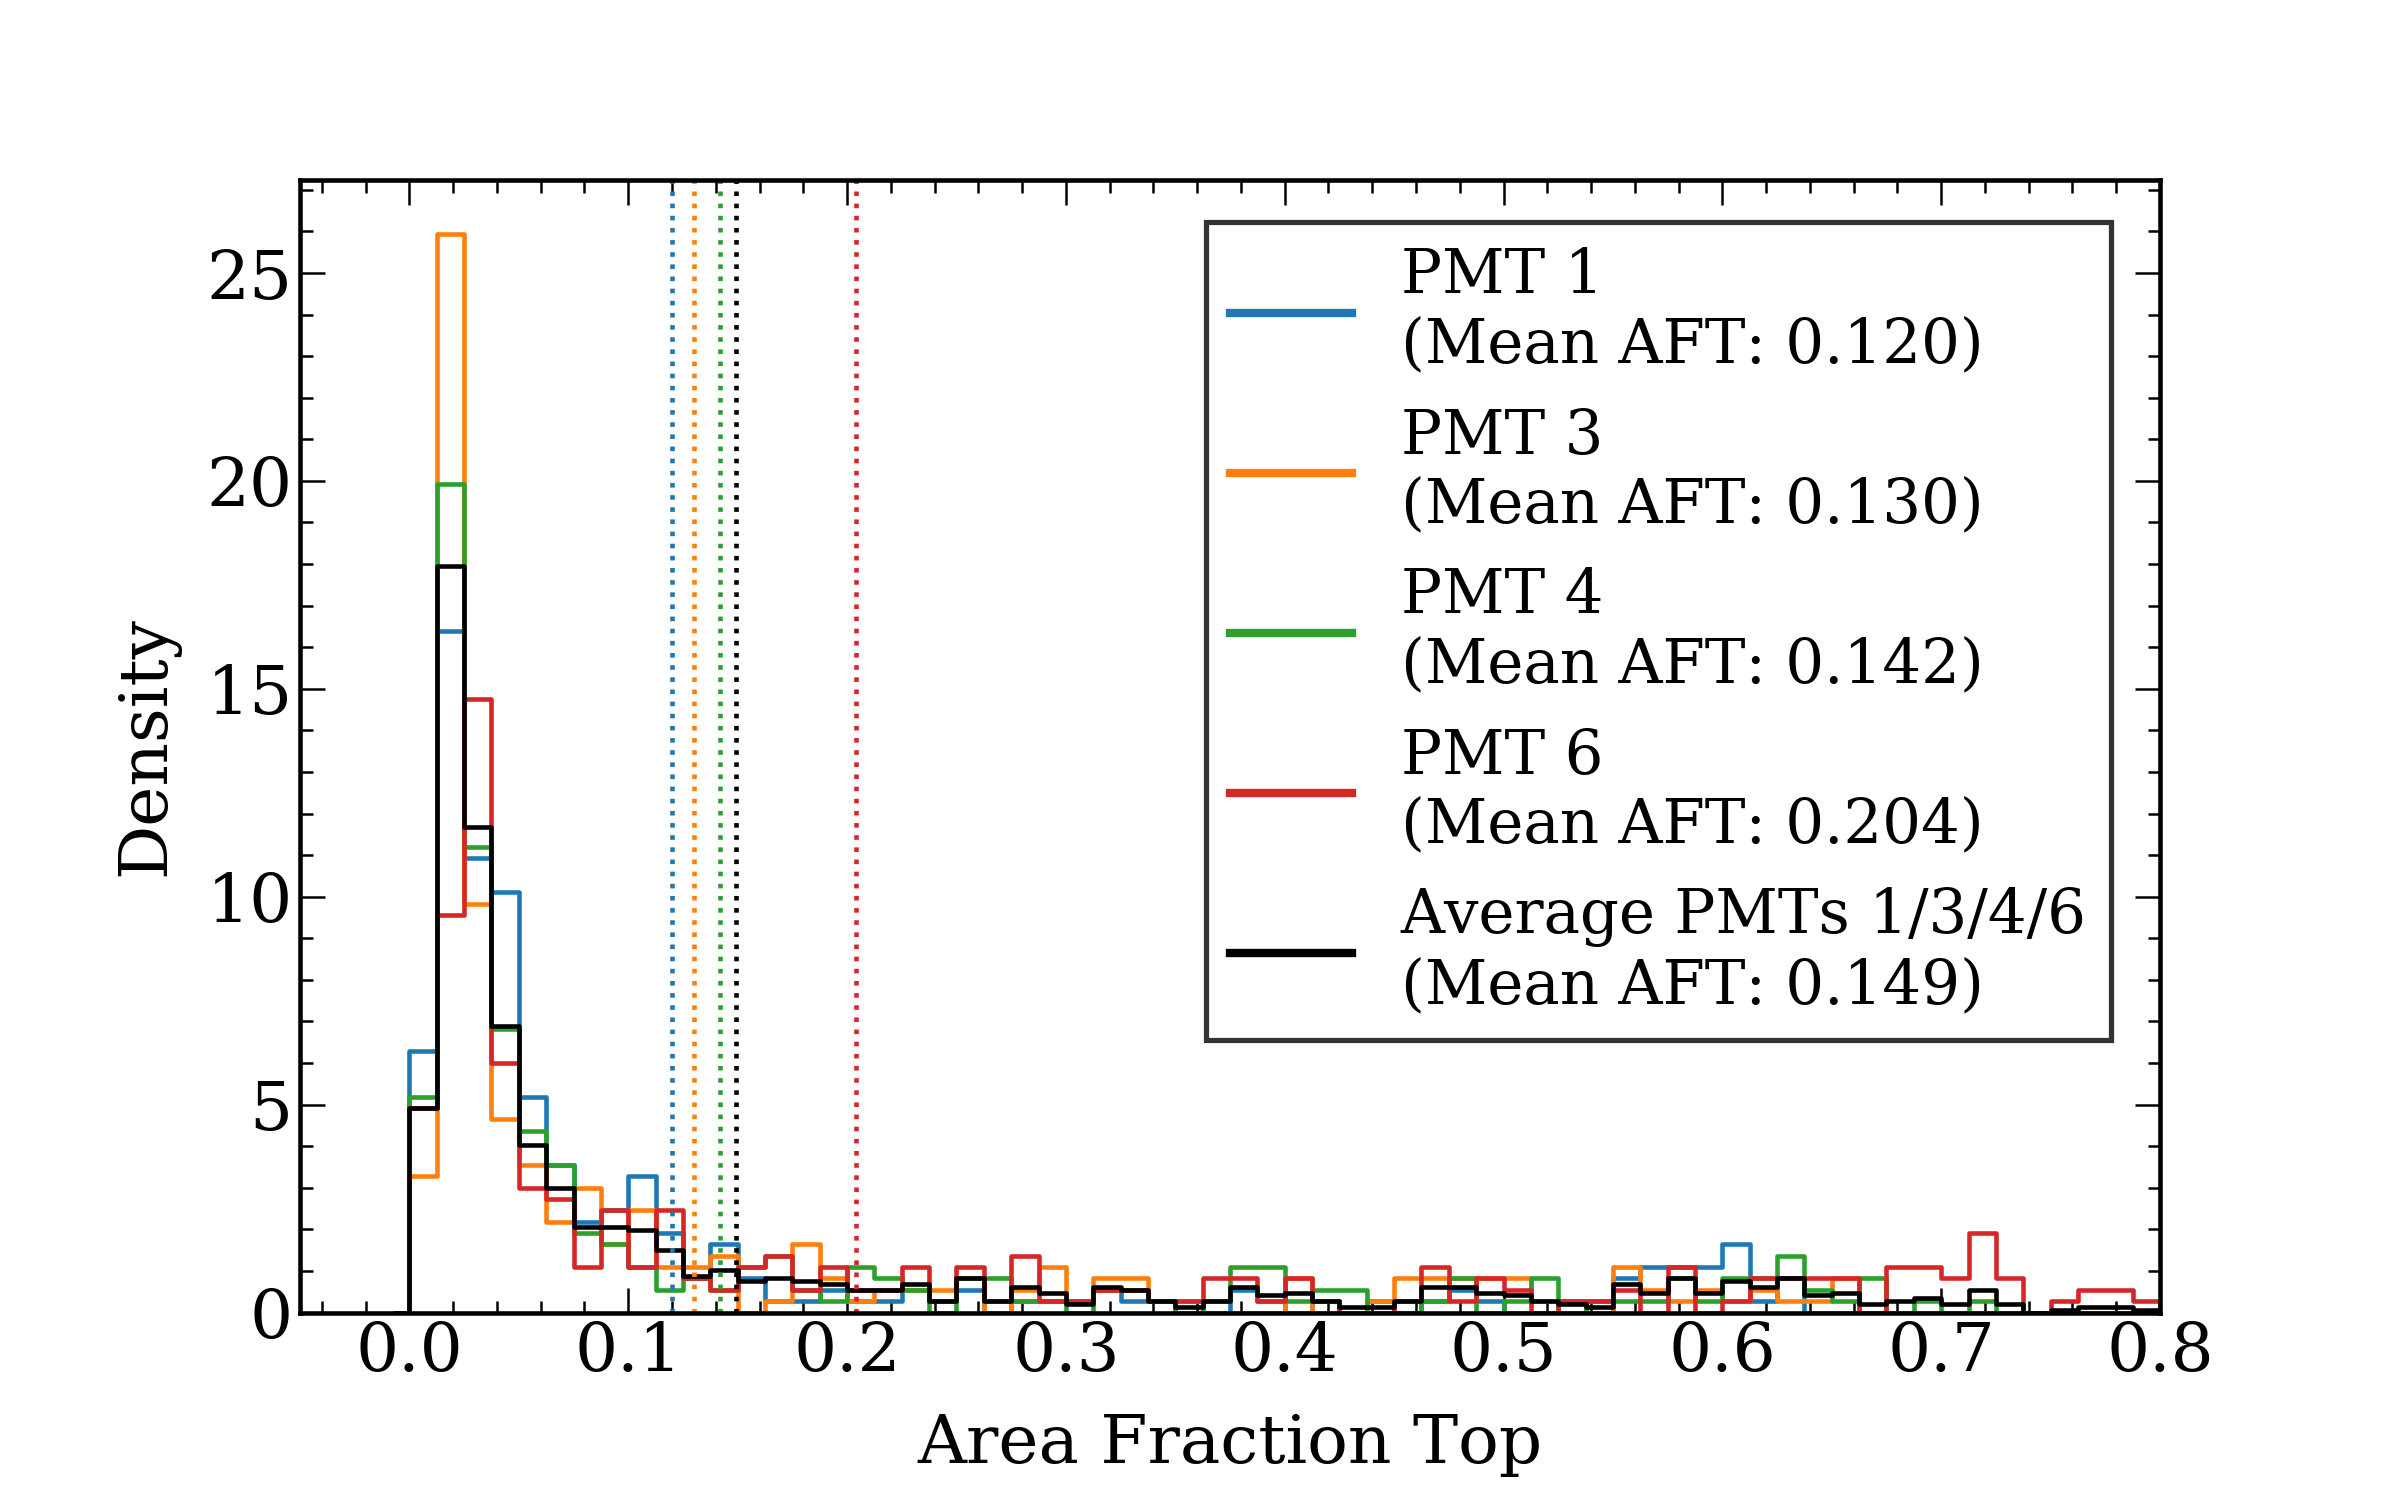 25
20
15
10
5
0
Density
PMT 1
(Mean AFT: 0.120)
PMT 3
(Mean AFT: 0.130)
PMT 4
(Mean AFT: 0.142)
PMT 6
(Mean AFT: 0.204)
Average PMTs 1/3/4/6
(Mean AFT: 0.149)
0.0 0.1 0.2 0.3 0.4 0.5 0.6 0.7 0.8
Area Fraction Top